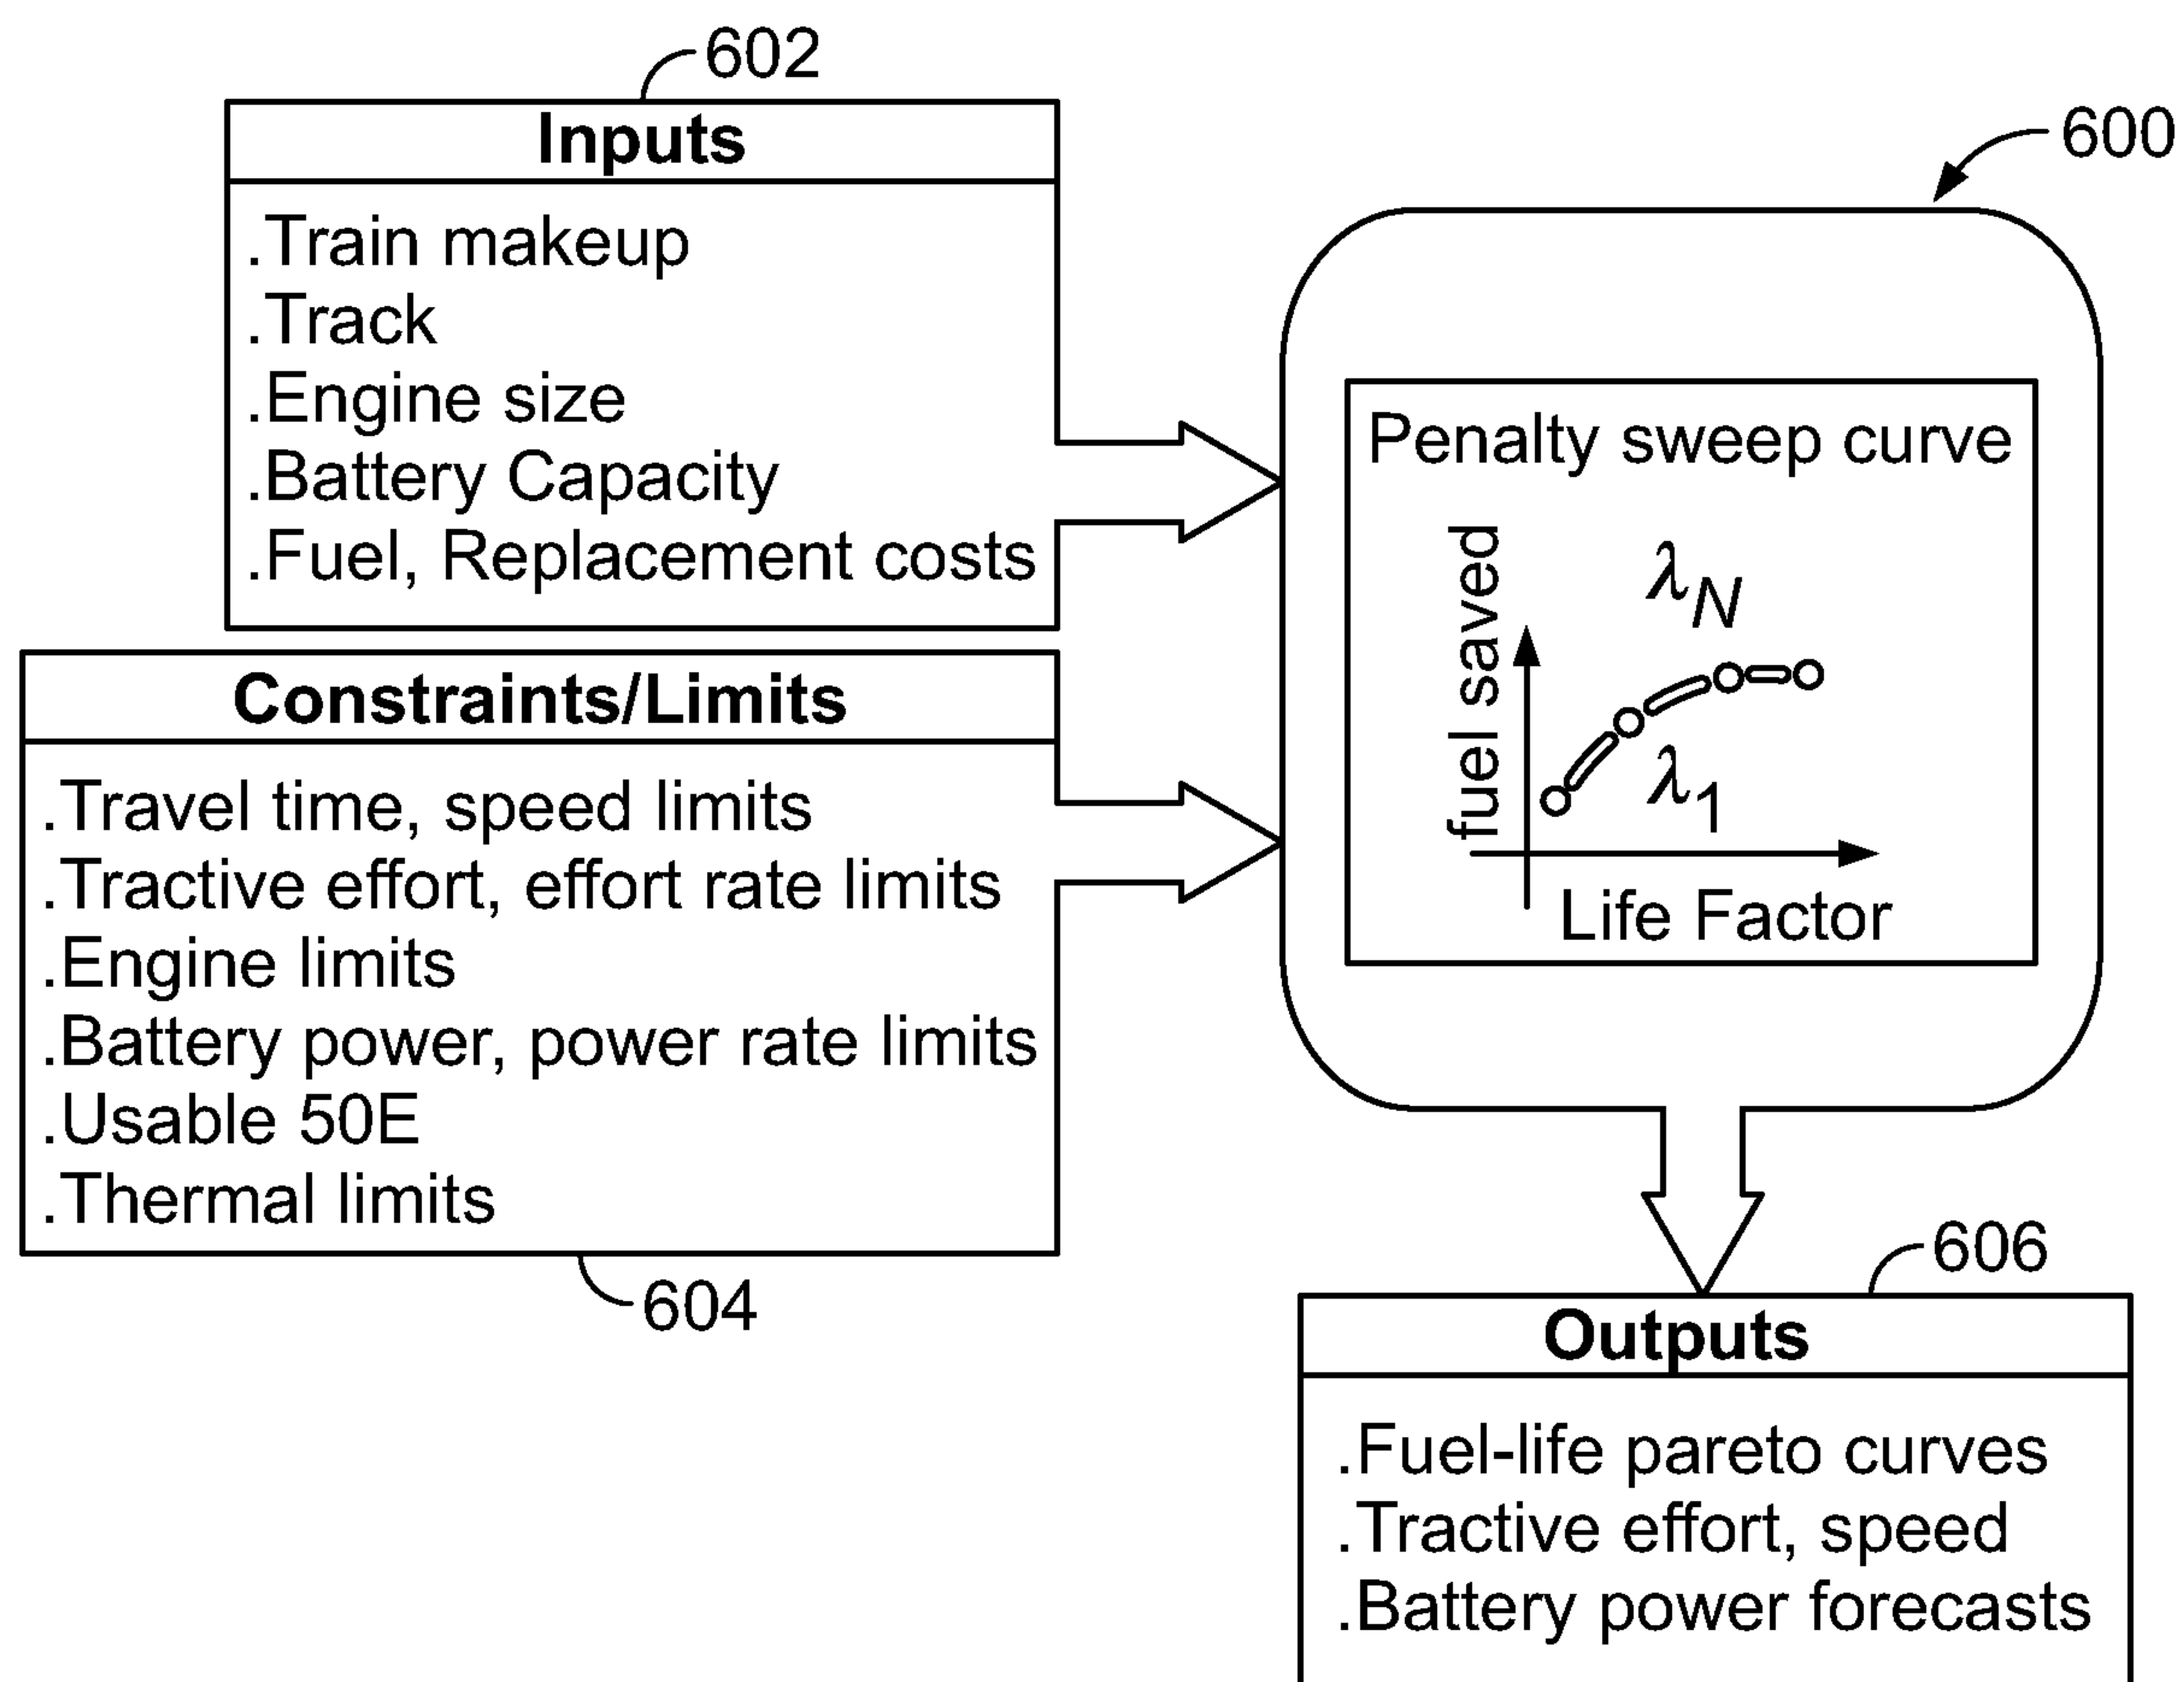 602
Inputs
.Train makeup
.Track
.Engine size
.Battery Capacity
.Fuel, Replacement costs
Constraints/Limits
.Travel time, speed limits
.Tractive effort, effort rate limits
.Engine limits
.Battery power, power rate limits
.Usable 50E
.Thermal limits
604
600
Penalty sweep curve
fuel saved
λN
λ1
Life Factor
606
Outputs
.Fuel-life pareto curves
.Tractive effort, speed
.Battery power forecasts